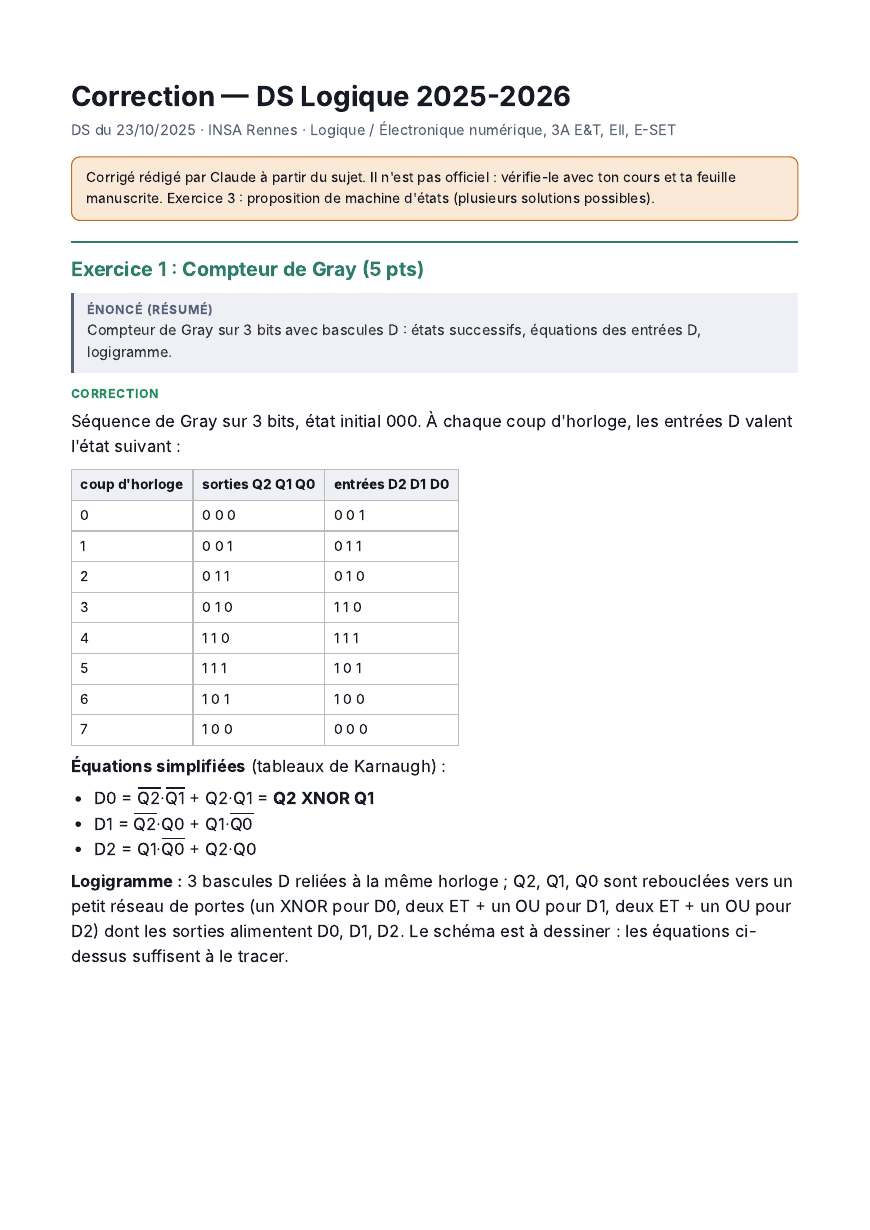 Correction — DS Logique 2025-2026
DS du 23/10/2025 · INSA Rennes · Logique / Électronique numérique, 3A E&T, EII, E-SET
Corrigé rédigé par Claude à partir du sujet. Il n'est pas officiel : vérifie-le avec ton cours et ta feuille
manuscrite. Exercice 3 : proposition de machine d'états (plusieurs solutions possibles).
Exercice 1 : Compteur de Gray (5 pts)
ÉNONCÉ (RÉSUMÉ)
Compteur de Gray sur 3 bits avec bascules D : états successifs, équations des entrées D,
logigramme.
CORRECTION
Séquence de Gray sur 3 bits, état initial 000. À chaque coup d'horloge, les entrées D valent
l'état suivant :
coup d'horloge sorties Q2 Q1 Q0 entrées D2 D1 D0
0 0 0 0 0 0 1
1 0 0 1 0 1 1
2 0 1 1 0 1 0
3 0 1 0 1 1 0
4 1 1 0 1 1 1
5 1 1 1 1 0 1
6 1 0 1 1 0 0
7 1 0 0 0 0 0
Équations simplifiées (tableaux de Karnaugh) :
• D0 = Q̅2̅·Q̅1̅ + Q2·Q1 = Q2 XNOR Q1
• D1 = Q̅2̅·Q0 + Q1·Q̅0̅
• D2 = Q1·Q̅0̅ + Q2·Q0
Logigramme : 3 bascules D reliées à la même horloge ; Q2, Q1, Q0 sont rebouclées vers un
petit réseau de portes (un XNOR pour D0, deux ET + un OU pour D1, deux ET + un OU pour
D2) dont les sorties alimentent D0, D1, D2. Le schéma est à dessiner : les équations ci-
dessus suffisent à le tracer.